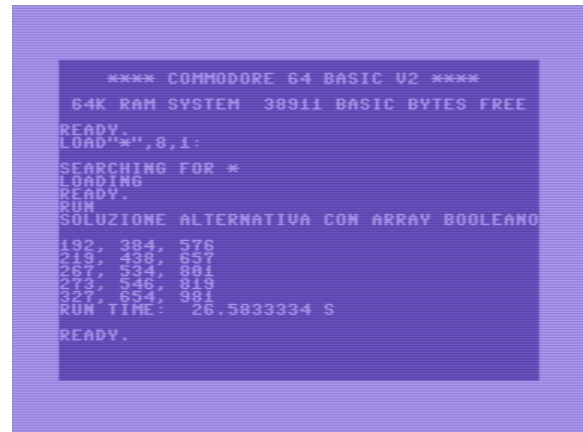 **** COMMODORE 64 BASIC V2 ****
64K RAM SYSTEM  38911 BASIC BYTES FREE
READY.
LOAD"*",8,1:
SEARCHING FOR *
LOADING
READY.
RUN
SOLUZIONE ALTERNATIVA CON ARRAY BOOLEANO
192, 384, 576
219, 438, 657
267, 534, 801
273, 546, 819
327, 654, 981
RUN TIME:  26.5833334 S
READY.